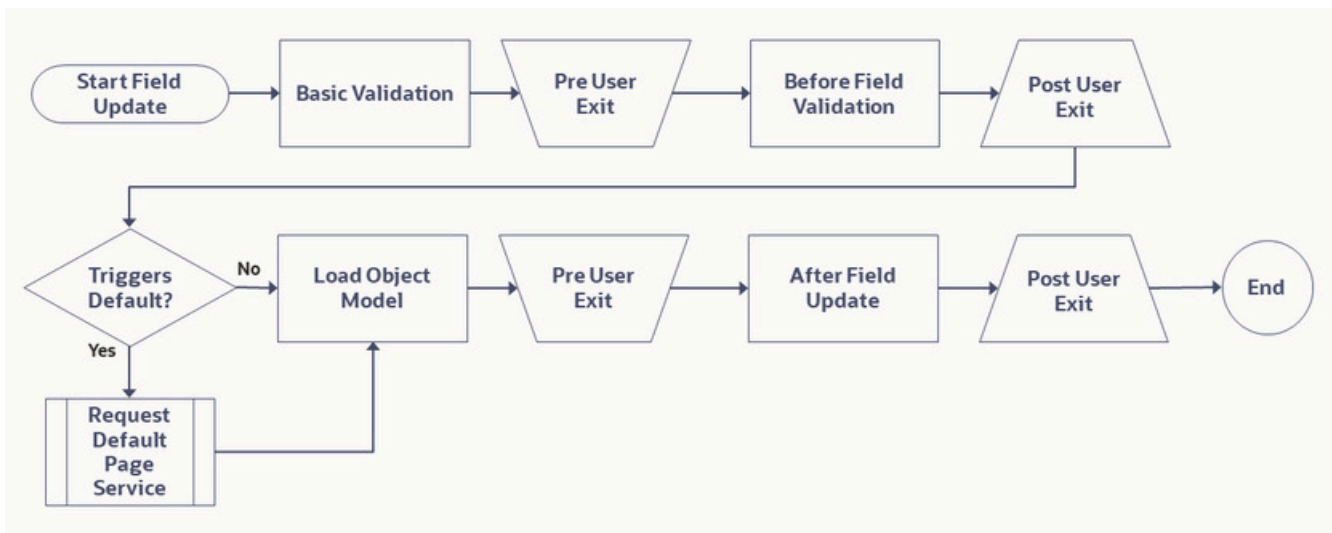 Start Field
Update
Basic Validation
Pre User
Exit
Before Field
Validation
Post User
Exit
Triggers
Default?
No
Yes
Load Object
Model
Pre User
Exit
After Field
Update
Post User
Exit
End
Request
Default
Page
Service